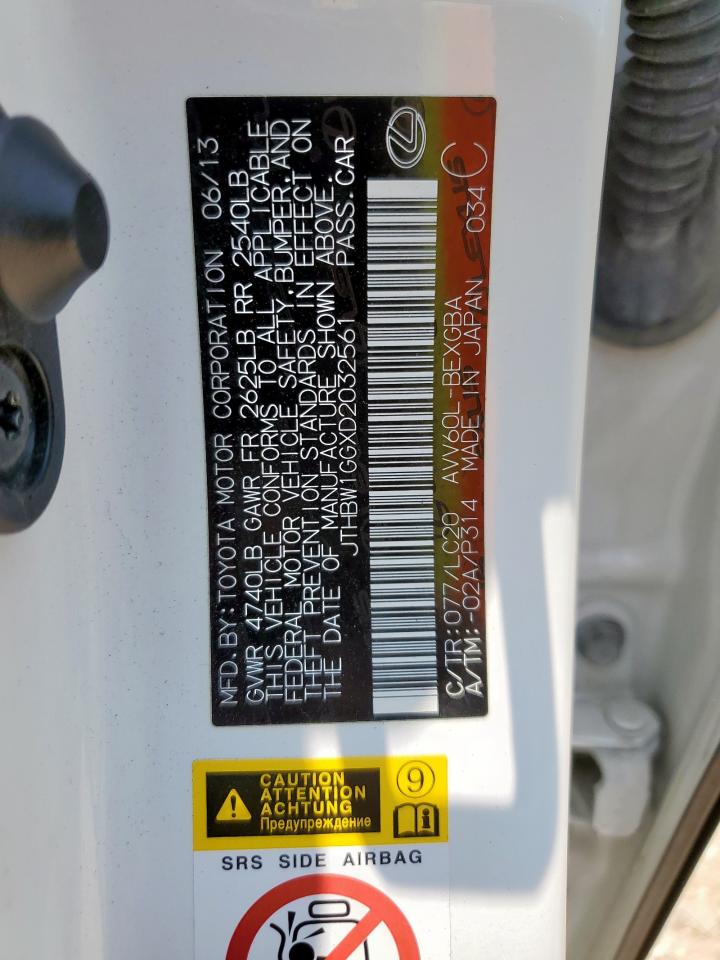 MFD.BY:TOYOTA MOTOR CORPORATION 06/13
GVWR 4740LB GAWR FR 2625LB RR 2540LB
THIS VEHICLE CONFORMS TO ALL APPLICABLE
FEDERAL MOTOR VEHICLE SAFETY,BUMPER,AND
THEFT PREVENTION STANDARDS IN EFFECT ON
THE DATE OF MANUFACTURE SHOWN ABOVE.
JTHBW1GGXD2032561 PASS.CAR
C/TR:077/LC20 AVV60L-BEXGBA
A/TM:-02A/P314 MADE IN JAPAN 034C
CAUTION
ATTENTION
ACHTUNG
Предупреждение
9
SRS SIDE AIRBAG